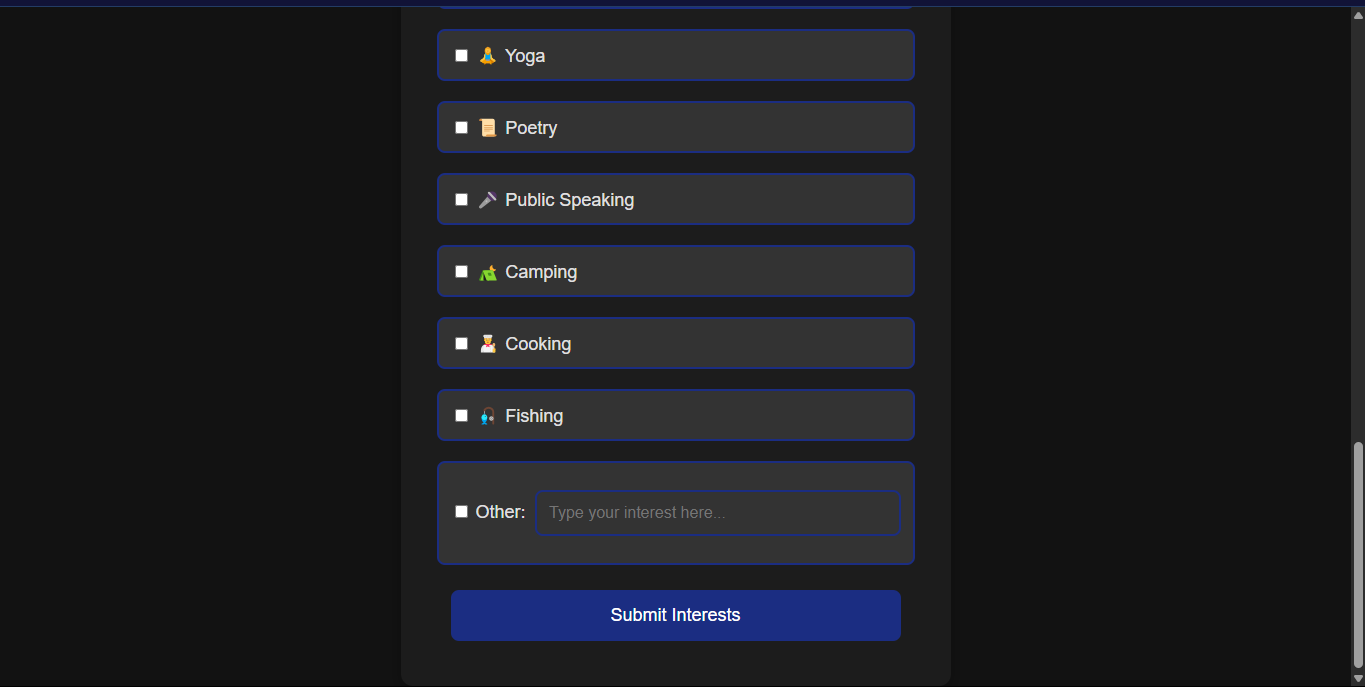 Yoga
Poetry
Public Speaking
Camping
Cooking
Fishing
Other: Type your interest here...
Submit Interests